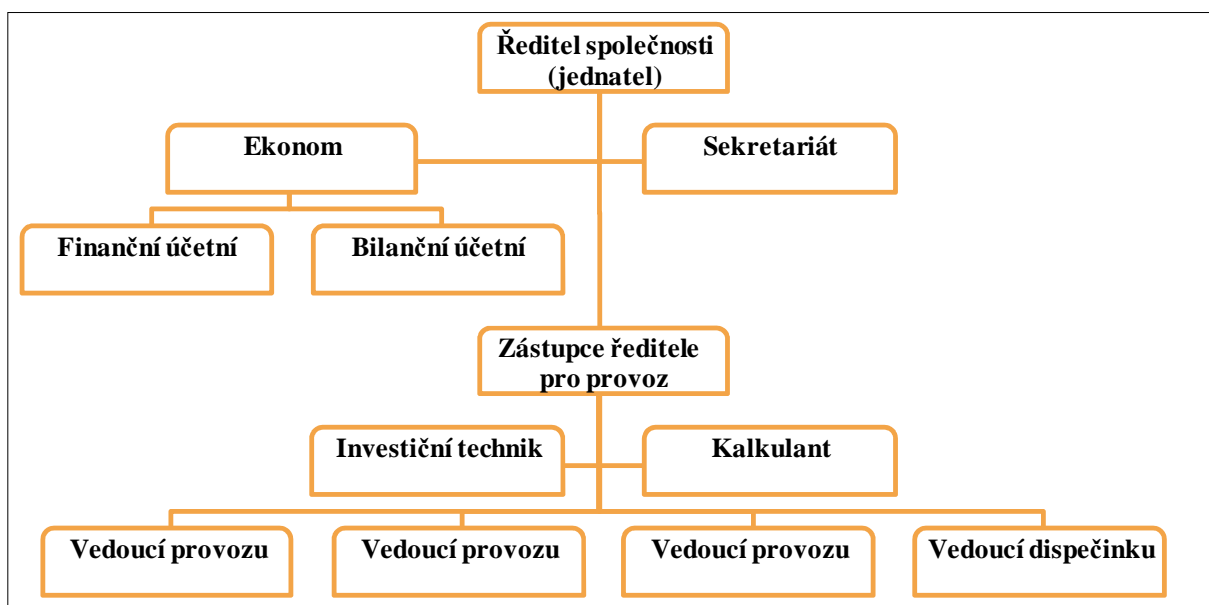 Ředitel společnosti
(jednatel)
Ekonom
Sekretariát
Finanční účetní
Bilanční účetní
Zástupce ředitele
pro provoz
Investiční technik
Kalkulant
Vedoucí provozu
Vedoucí provozu
Vedoucí provozu
Vedoucí dispečinku